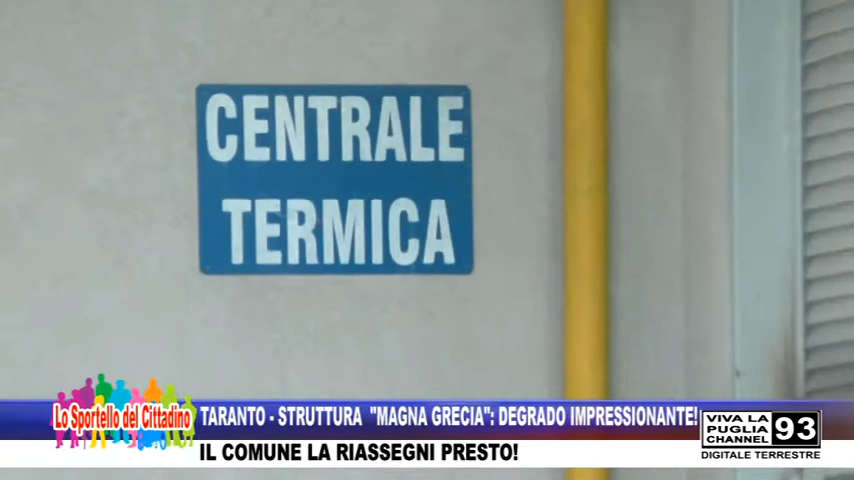 CENTRALE
TERMICA
Lo Sportello del Cittadino
TARANTO - STRUTTURA "MAGNA GRECIA": DEGRADO IMPRESSIONANTE!
IL COMUNE LA RIASSEGNI PRESTO!
VIVA LA
PUGLIA
CHANNEL
93
DIGITALE TERRESTRE